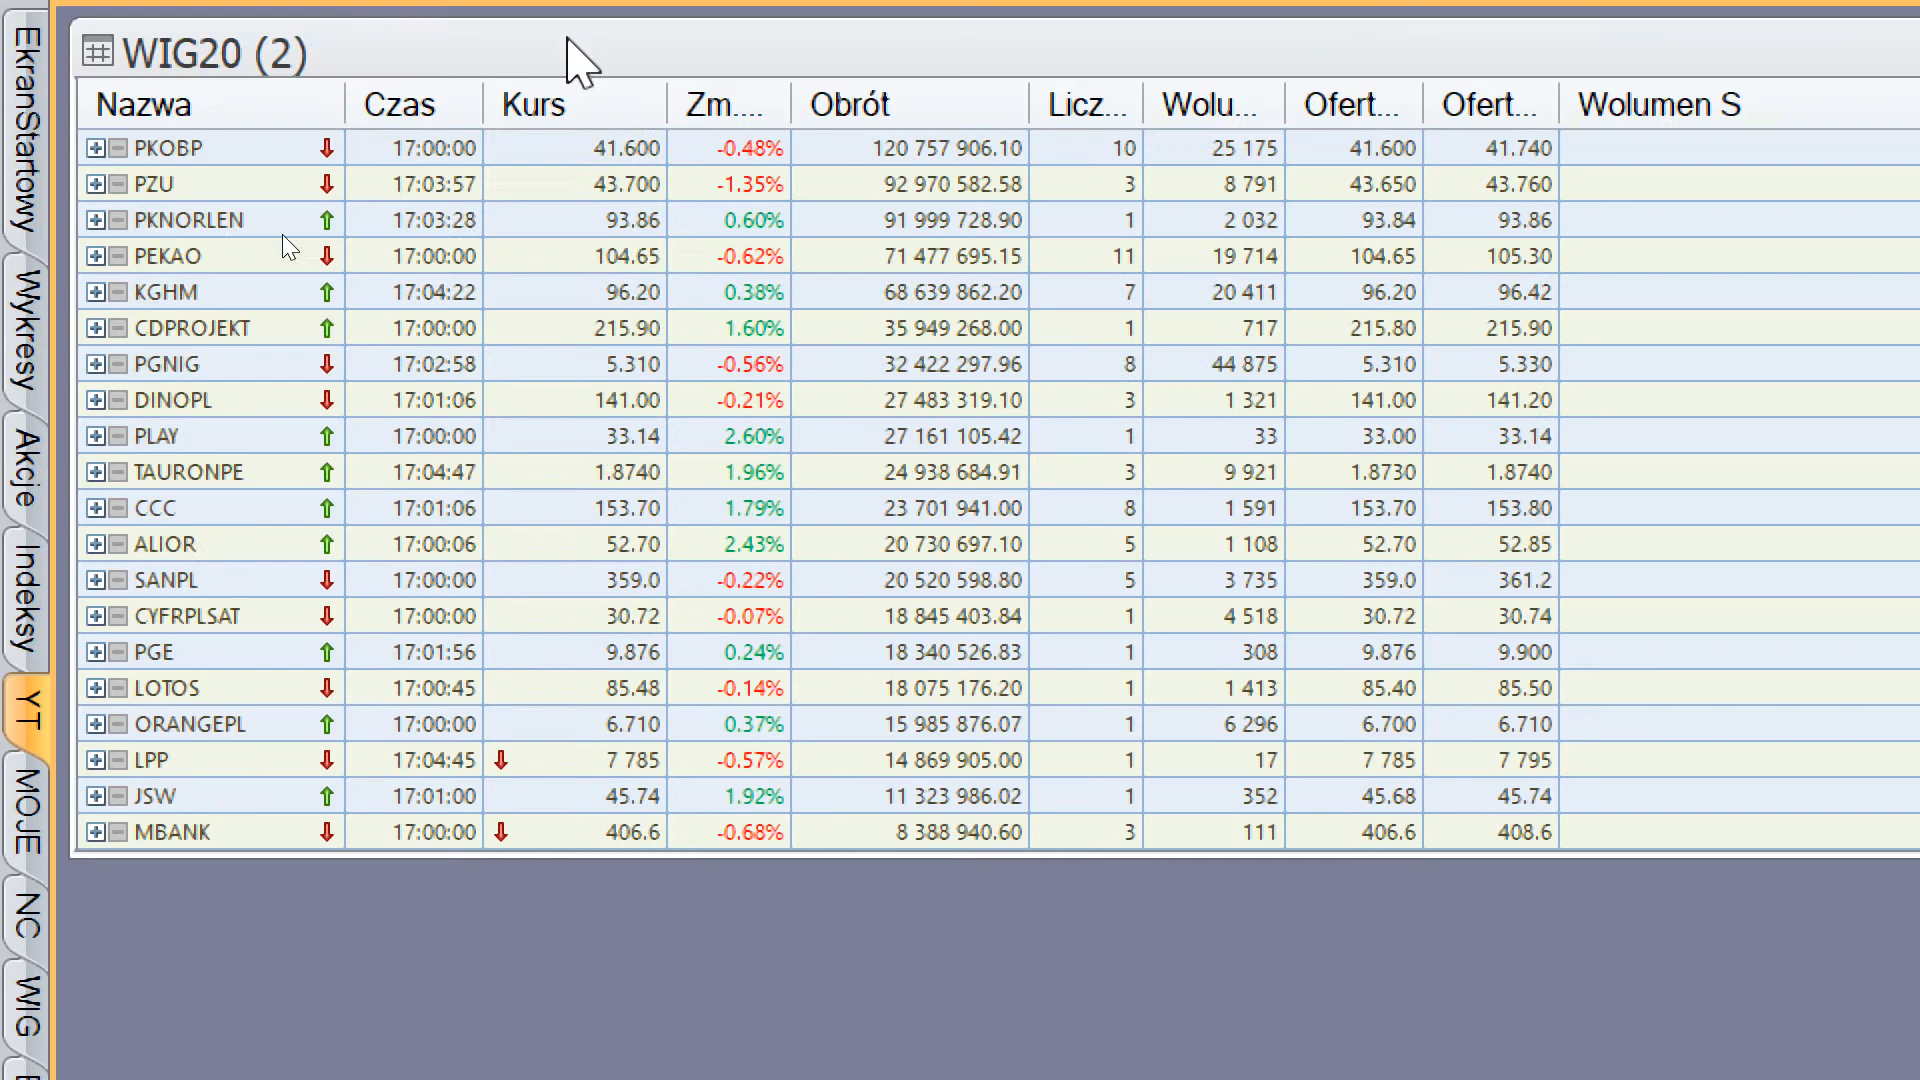 WIG20 (2)
Nazwa Czas Kurs Zm.... Obrót Licz... Wolu... Ofert... Ofert... Wolumen S
PKOBP 17:00:00 41.600 -0.48% 120 757 906.10 10 25 175 41.600 41.740
PZU 17:03:57 43.700 -1.35% 92 970 582.58 3 8 791 43.650 43.760
PKNORLEN 17:03:28 93.86 0.60% 91 999 728.90 1 2 032 93.84 93.86
PEKAO 17:00:00 104.65 -0.62% 71 477 695.15 11 19 714 104.65 105.30
KGHM 17:04:22 96.20 0.38% 68 639 862.20 7 20 411 96.20 96.42
CDPROJEKT 17:00:00 215.90 1.60% 35 949 268.00 1 717 215.80 215.90
PGNIG 17:02:58 5.310 -0.56% 32 422 297.96 8 44 875 5.310 5.330
DINOPL 17:01:06 141.00 -0.21% 27 483 319.10 3 1 321 141.00 141.20
PLAY 17:00:00 33.14 2.60% 27 161 105.42 1 33 33.00 33.14
TAURONPE 17:04:47 1.8740 1.96% 24 938 684.91 3 9 921 1.8730 1.8740
CCC 17:01:06 153.70 1.79% 23 701 941.00 8 1 591 153.70 153.80
ALIOR 17:00:06 52.70 2.43% 20 730 697.10 5 1 108 52.70 52.85
SANPL 17:00:00 359.0 -0.22% 20 520 598.80 5 3 735 359.0 361.2
CYFRPLSAT 17:00:00 30.72 -0.07% 18 845 403.84 1 4 518 30.72 30.74
PGE 17:01:56 9.876 0.24% 18 340 526.83 1 308 9.876 9.900
LOTOS 17:00:45 85.48 -0.14% 18 075 176.20 1 1 413 85.40 85.50
ORANGEPL 17:00:00 6.710 0.37% 15 985 876.07 1 6 296 6.700 6.710
LPP 17:04:45 7 785 -0.57% 14 869 905.00 1 17 7 785 7 795
JSW 17:01:00 45.74 1.92% 11 323 986.02 1 352 45.68 45.74
MBANK 17:00:00 406.6 -0.68% 8 388 940.60 3 111 406.6 408.6
EkranStartowy
Wykresy
Akcje
Indeksy
YT
MOJE
NC
WIG